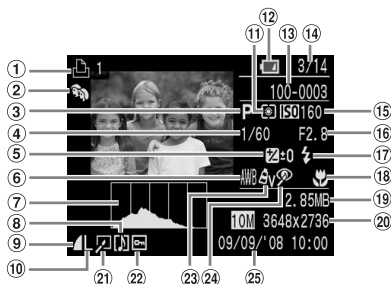 ⑫
⑪ ⑬ ⑭
① 1 3/14
② 100-0003
③ P ISO160 ⑮
④ 1/60 F2.8 ⑯
⑤ ±0 ⑰
⑥ AWB Av ⑱
⑦ 2.85MB ⑲
⑧ 10M 3648x2736 ⑳
⑨ L 09/09/'08 10:00
⑩ ㉑ ㉒ ㉓ ㉔ ㉕